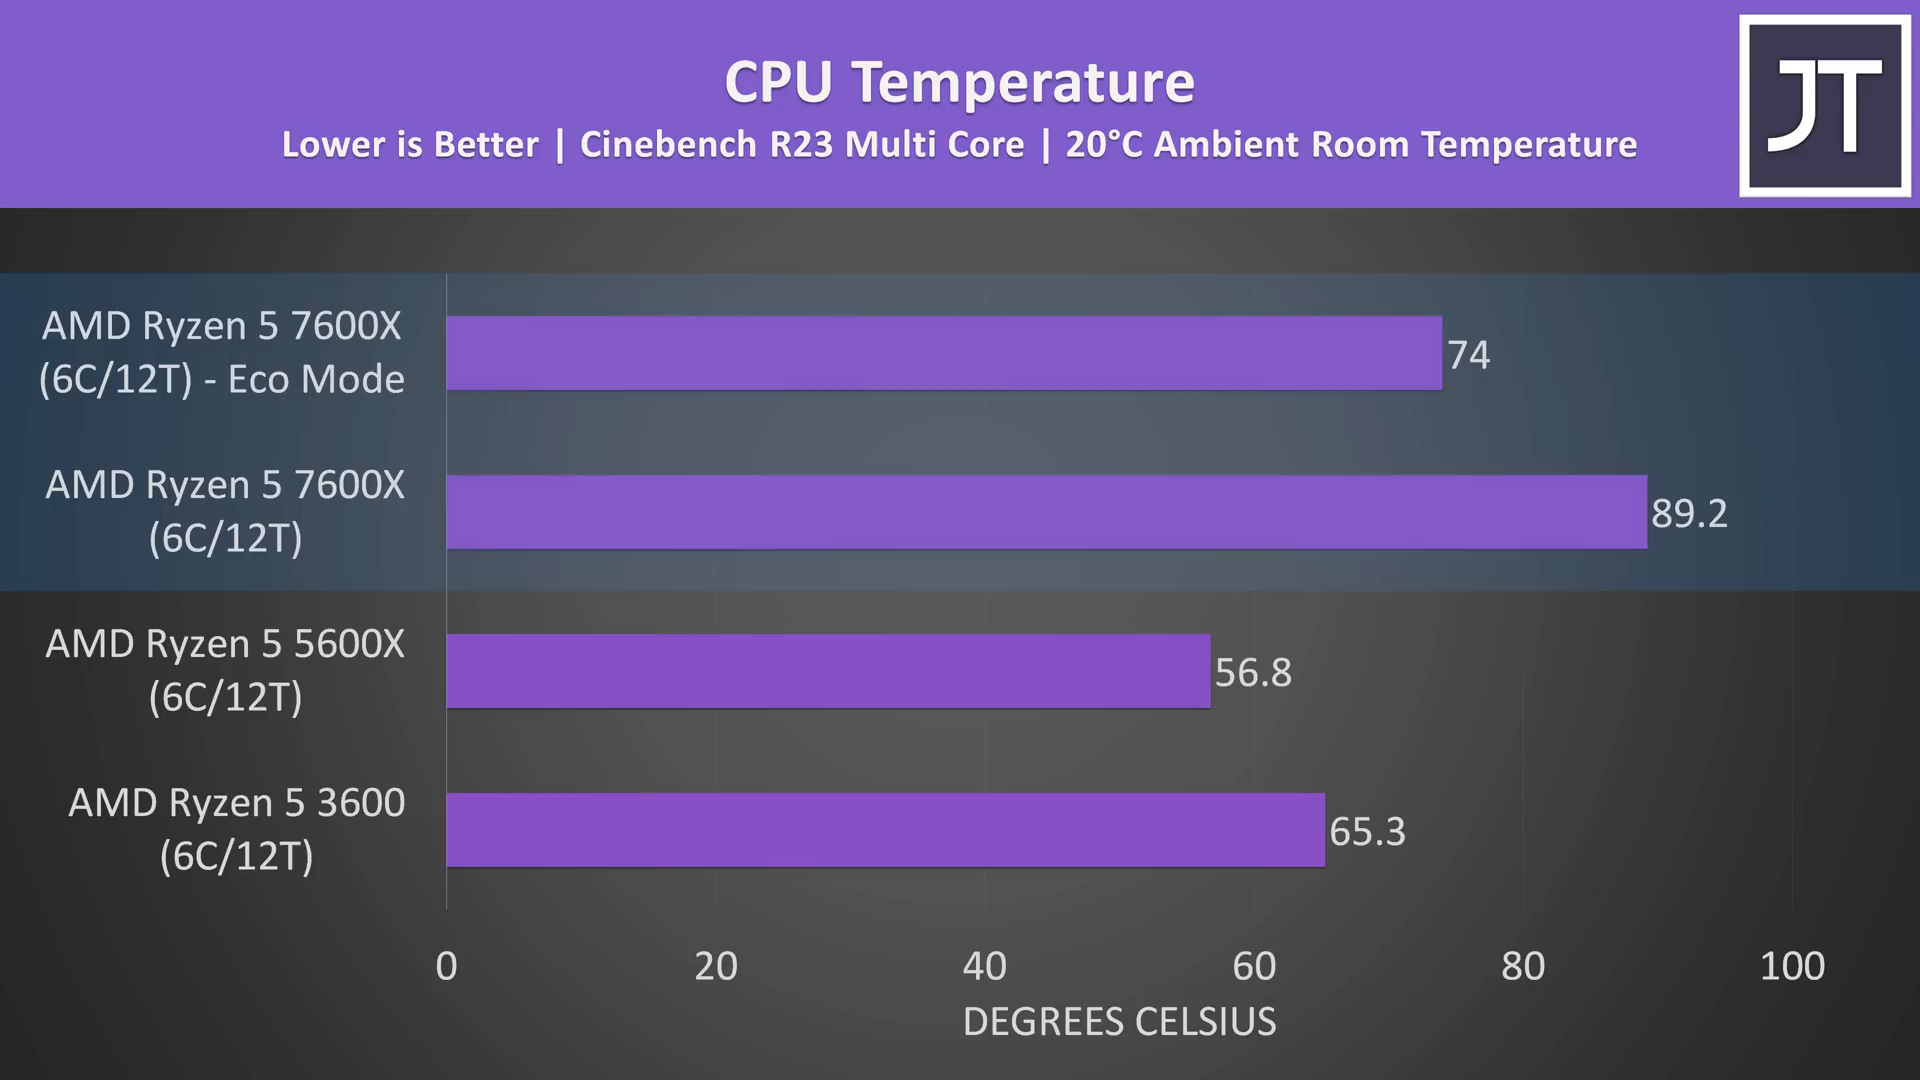 CPU Temperature
Lower is Better | Cinebench R23 Multi Core | 20°C Ambient Room Temperature
JT
AMD Ryzen 5 7600X
(6C/12T) - Eco Mode
74
AMD Ryzen 5 7600X
(6C/12T)
89.2
AMD Ryzen 5 5600X
(6C/12T)
56.8
AMD Ryzen 5 3600
(6C/12T)
65.3
0 20 40 60 80 100
DEGREES CELSIUS